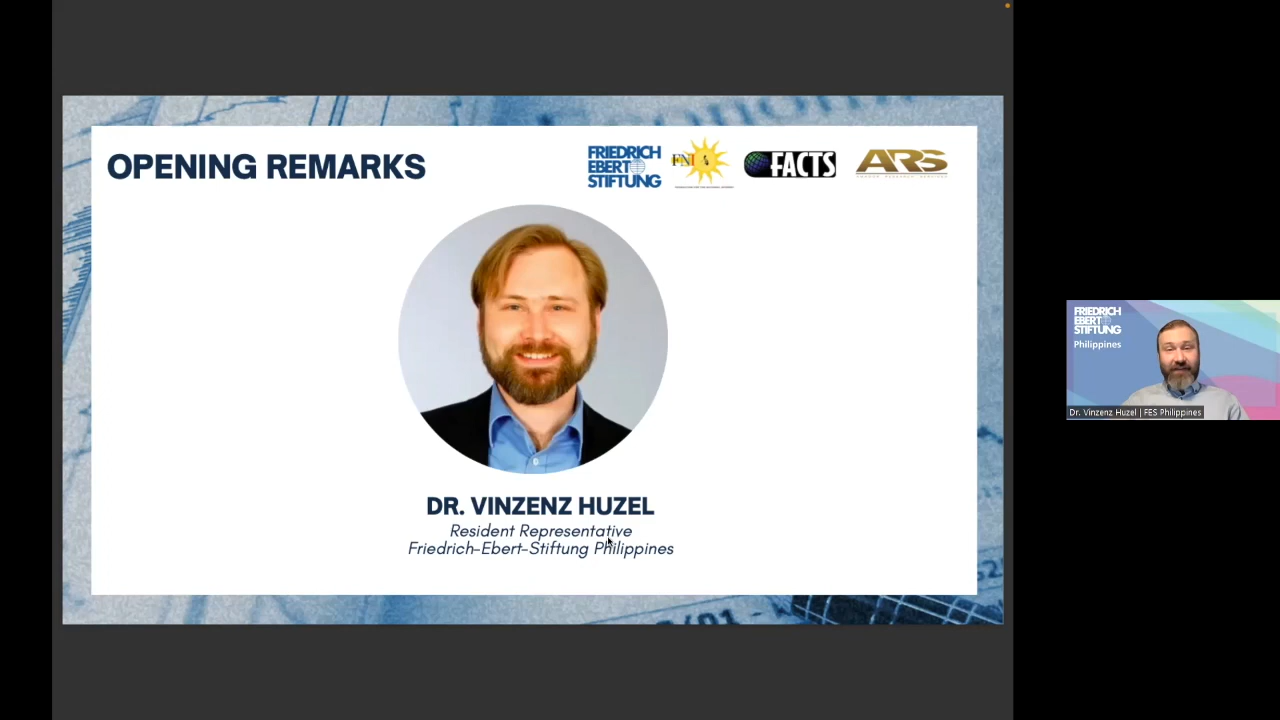 OPENING REMARKS
FRIEDRICH
EBERT
STIFTUNG
FACTS
ARS
DR. VINZENZ HUZEL
Resident Representative
Friedrich-Ebert-Stiftung Philippines
FRIEDRICH
EBERT
STIFTUNG
Philippines
Dr. Vinzenz Huzel | FES Philippines